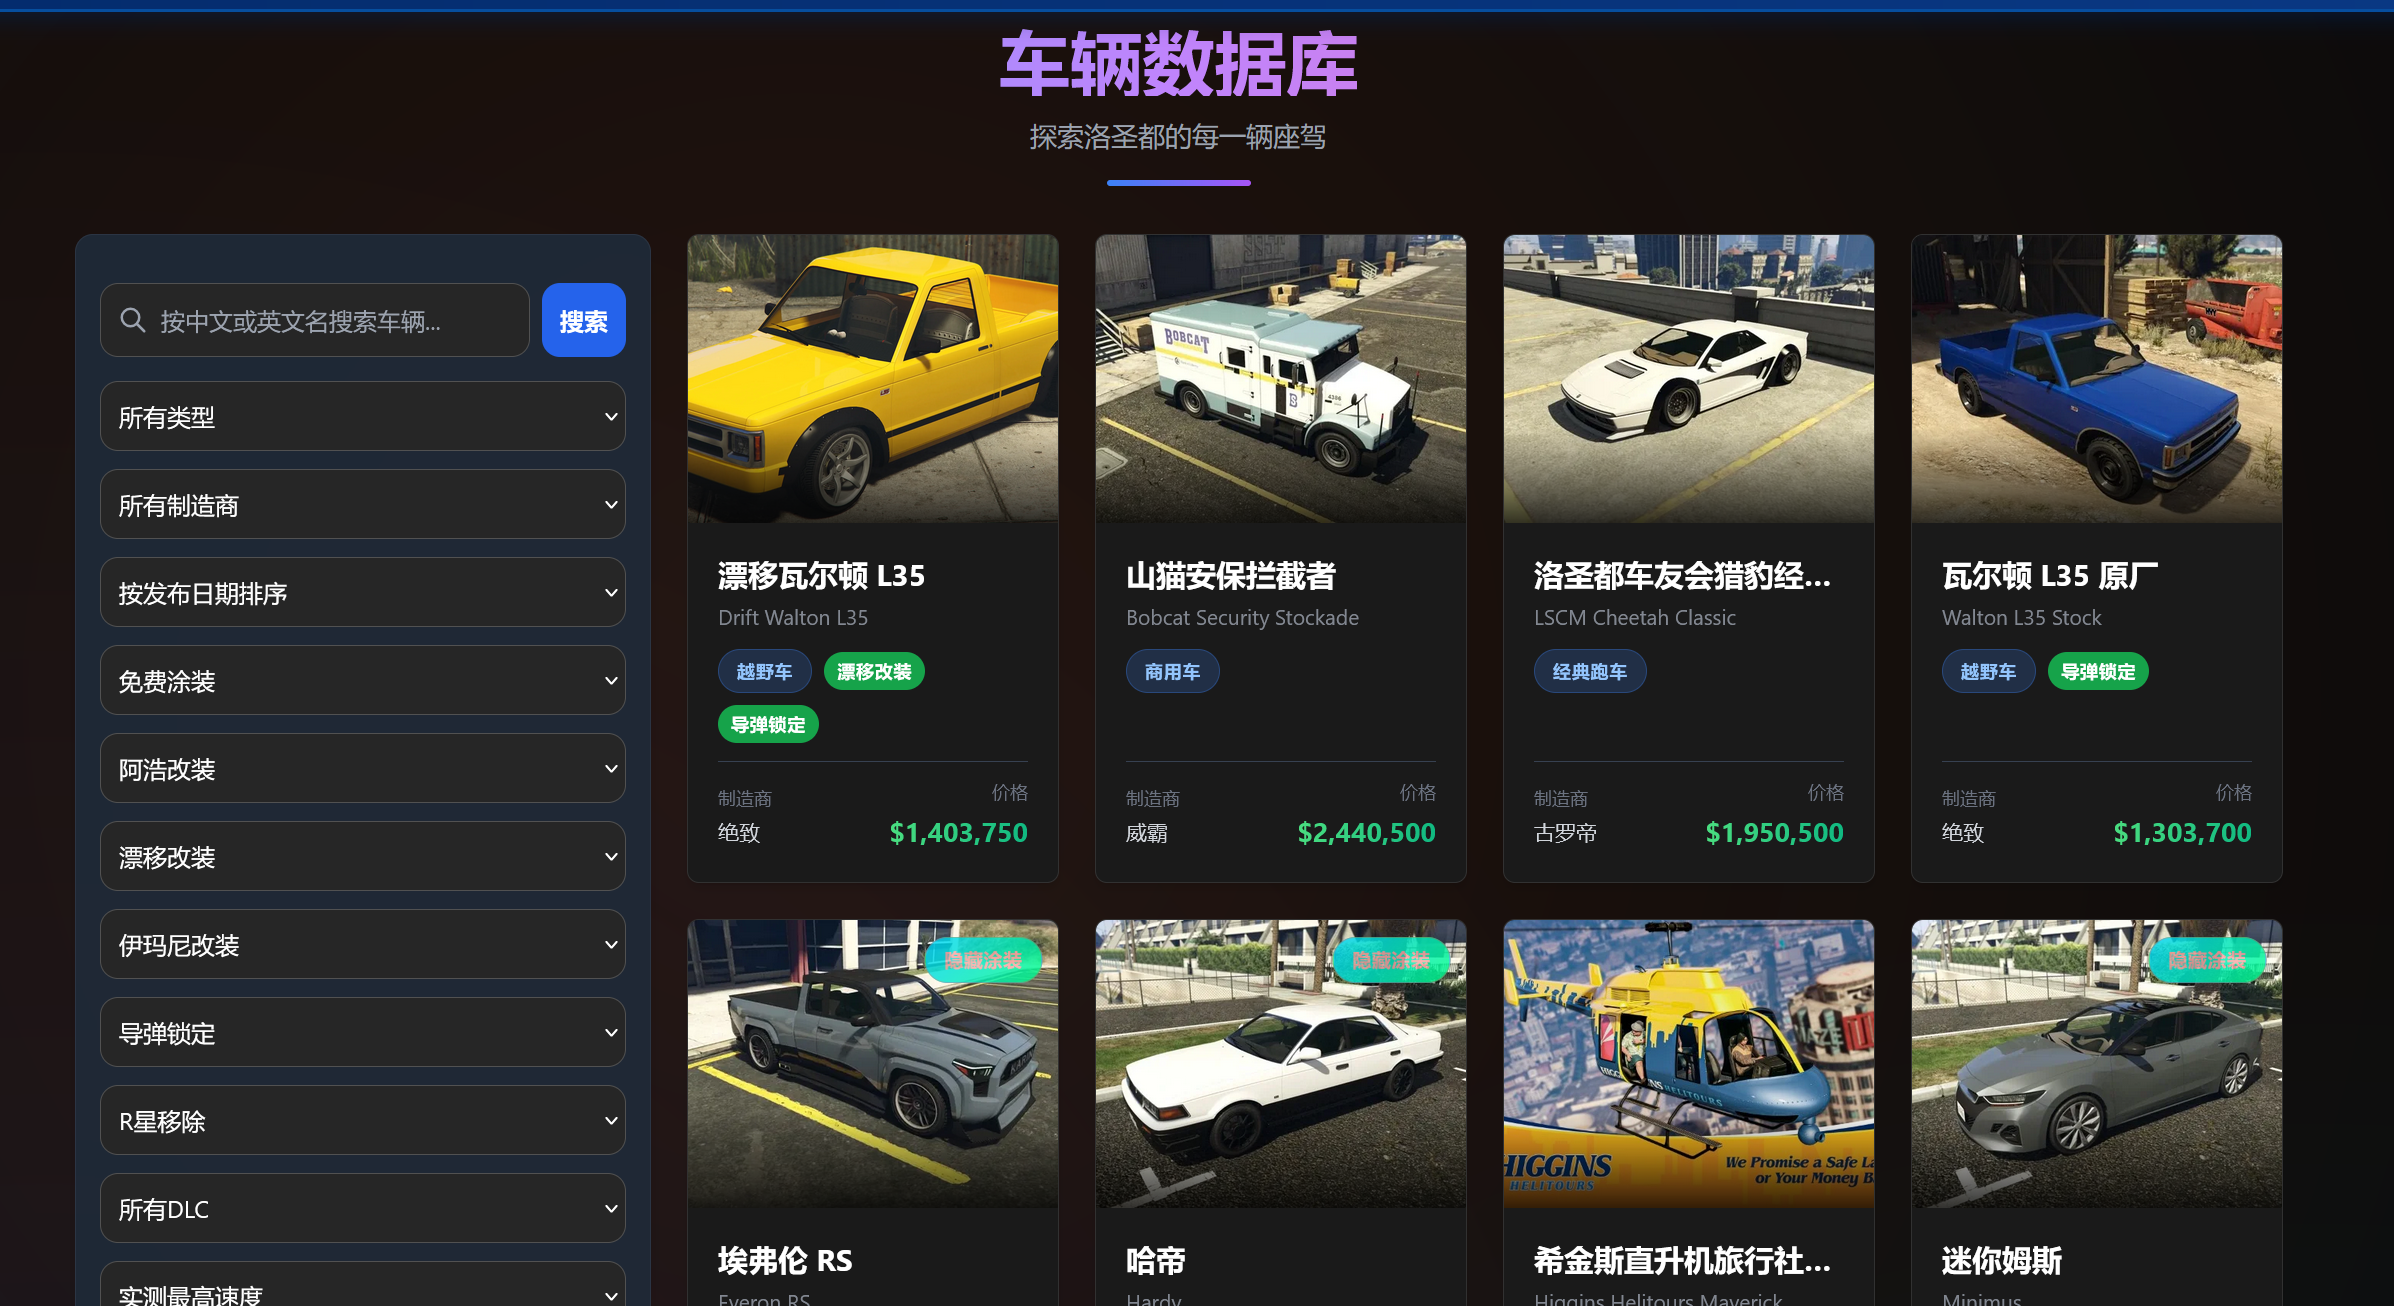 车辆数据库
探索洛圣都的每一辆座驾
按中文或英文名搜索车辆...
搜索
所有类型
所有制造商
按发布日期排序
免费涂装
阿浩改装
漂移改装
伊玛尼改装
导弹锁定
R星移除
所有DLC
实测最高速度
漂移瓦尔顿 L35
Drift Walton L35
越野车
漂移改装
导弹锁定
制造商
价格
绝致
$1,403,750
BOBCAT
山猫安保拦截者
Bobcat Security Stockade
商用车
制造商
价格
威霸
$2,440,500
洛圣都车友会猎豹经...
LSCM Cheetah Classic
经典跑车
制造商
价格
古罗帝
$1,950,500
瓦尔顿 L35 原厂
Walton L35 Stock
越野车
导弹锁定
制造商
价格
绝致
$1,303,700
隐藏涂装
埃弗伦 RS
Everon RS
隐藏涂装
哈帝
Hardy
HIGGINS
HELITOURS
We Promise a Safe La
or Your Money B
希金斯直升机旅行社...
Higgins Helitours Maverick
隐藏涂装
迷你姆斯
Minimus